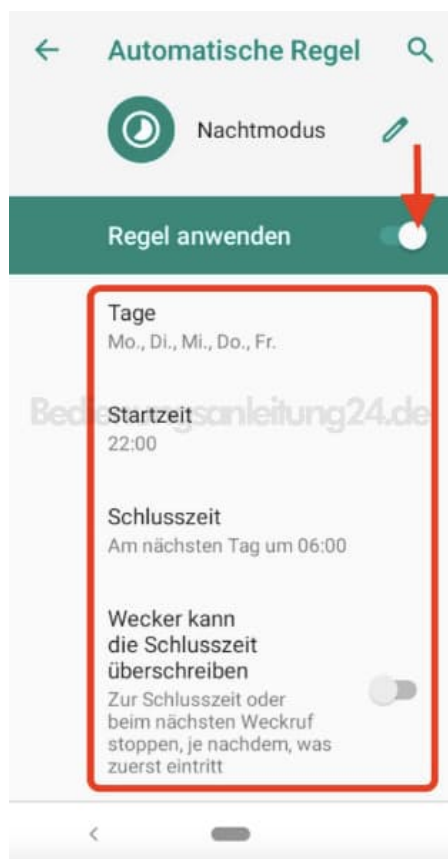 Automatische Regel
Nachtmodus
Regel anwenden
Tage
Mo., Di., Mi., Do., Fr.
Bedienungsanleitung24.de
Startzeit
22:00
Schlusszeit
Am nächsten Tag um 06:00
Wecker kann
die Schlusszeit
überschreiben
Zur Schlusszeit oder
beim nächsten Weckruf
stoppen, je nachdem, was
zuerst eintritt